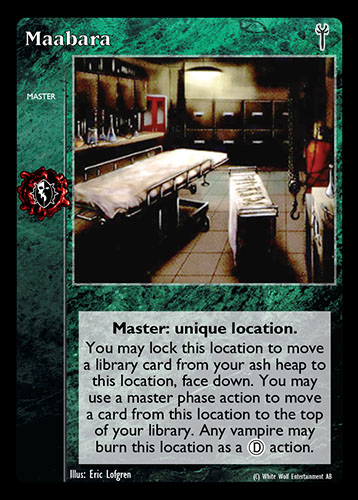 Maabara
MASTER
Master: unique location.
You may lock this location to move
a library card from your ash heap to
this location, face down. You may
use a master phase action to move
a card from this location to the top
of your library. Any vampire may
burn this location as a Ⓓ action.
Illus: Eric Lofgren
(C) White Wolf Entertainment AB